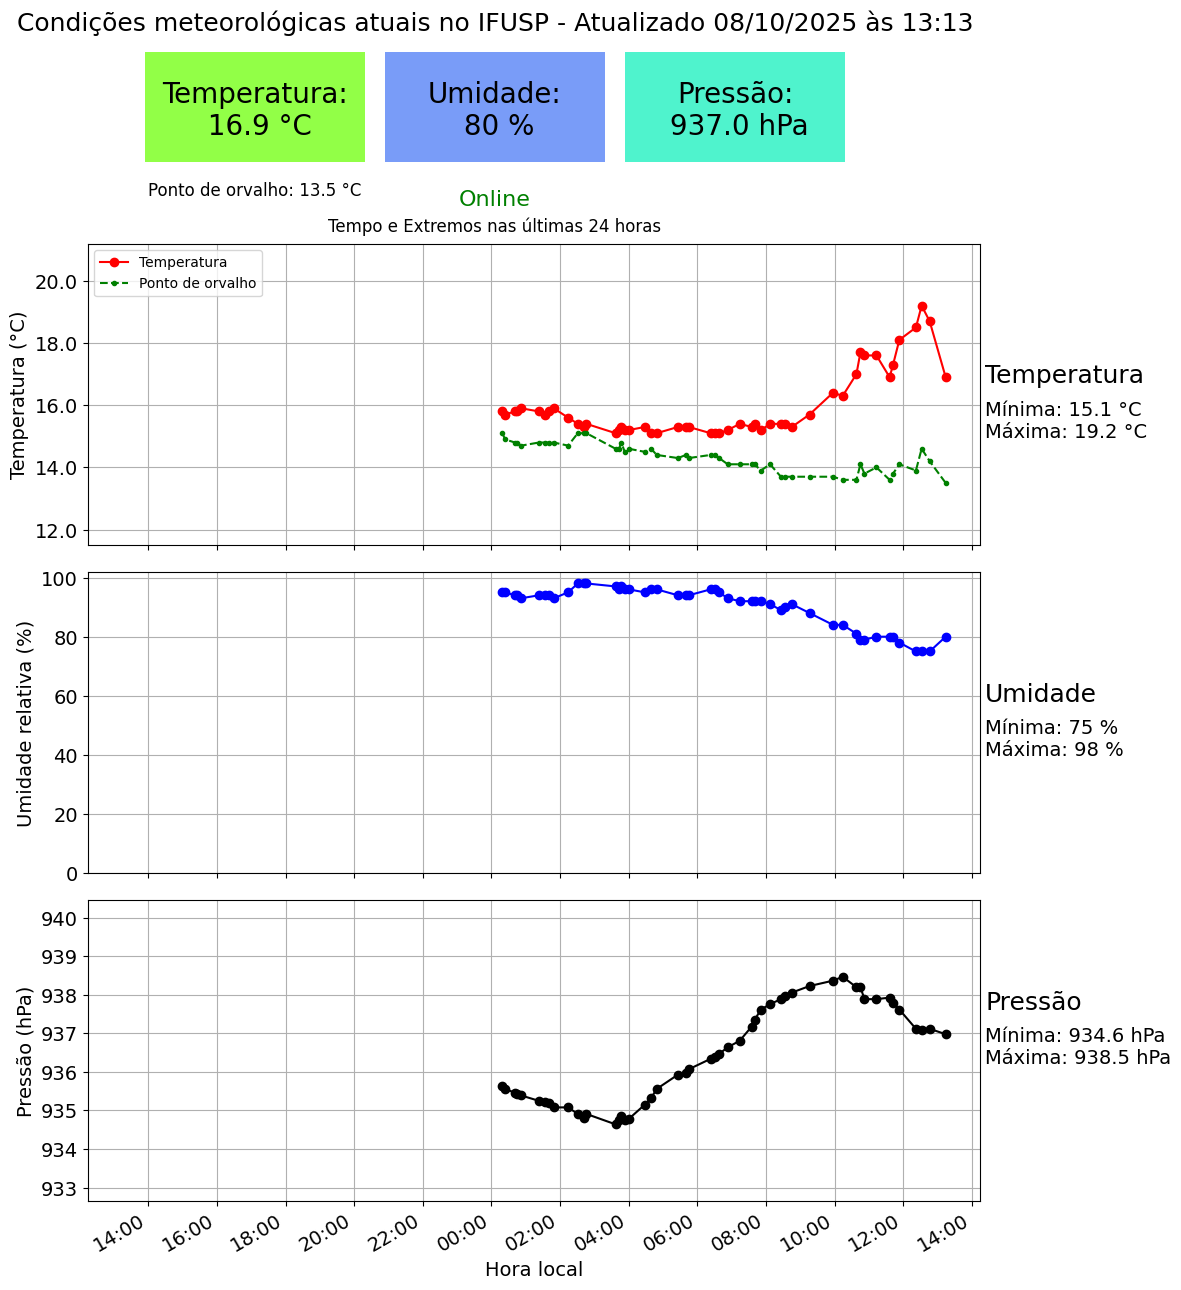 Condições meteorológicas atuais no IFUSP - Atualizado 08/10/2025 às 13:13
Temperatura:
16.9 °C
Umidade:
80 %
Pressão:
937.0 hPa
Ponto de orvalho: 13.5 °C
Online
Tempo e Extremos nas últimas 24 horas
Temperatura
Ponto de orvalho
Temperatura (°C)
20.0
18.0
16.0
14.0
12.0
Temperatura
Mínima: 15.1 °C
Máxima: 19.2 °C
Umidade relativa (%)
100
80
60
40
20
0
Umidade
Mínima: 75 %
Máxima: 98 %
Pressão (hPa)
940
939
938
937
936
935
934
933
Pressão
Mínima: 934.6 hPa
Máxima: 938.5 hPa
14:00
16:00
18:00
20:00
22:00
00:00
02:00
04:00
06:00
08:00
10:00
12:00
14:00
Hora local